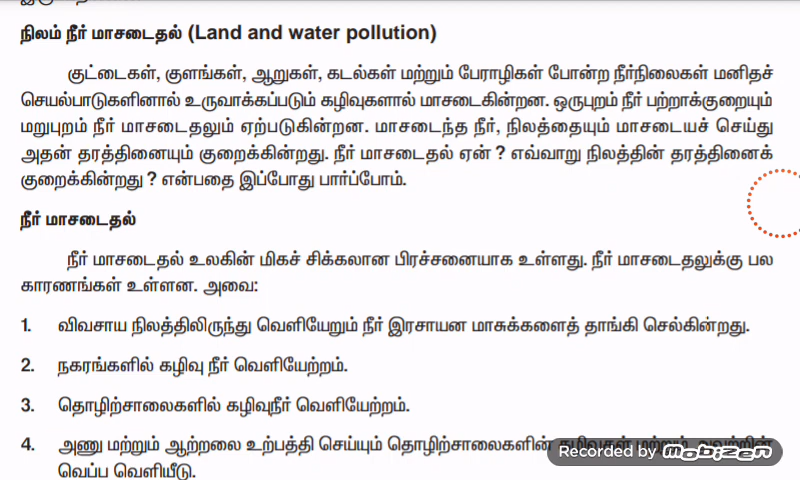 நிலம் நீர் மாசடைதல் (Land and water pollution)
குட்டைகள், குளங்கள், ஆறுகள், கடல்கள் மற்றும் பேராழிகள் போன்ற நீர்நிலைகள் மனிதச்
செயல்பாடுகளினால் உருவாக்கப்படும் கழிவுகளால் மாசடைகின்றன. ஒருபுறம் நீர் பற்றாக்குறையும்
மறுபுறம் நீர் மாசடைதலும் ஏற்படுகின்றன. மாசடைந்த நீர், நிலத்தையும் மாசடையச் செய்து
அதன் தரத்தினையும் குறைக்கின்றது. நீர் மாசடைதல் ஏன் ? எவ்வாறு நிலத்தின் தரத்தினைக்
குறைக்கின்றது ? என்பதை இப்போது பார்ப்போம்.
நீர் மாசடைதல்
நீர் மாசடைதல் உலகின் மிகச் சிக்கலான பிரச்சனையாக உள்ளது. நீர் மாசடைதலுக்கு பல
காரணங்கள் உள்ளன. அவை:
1. விவசாய நிலத்திலிருந்து வெளியேறும் நீர் இரசாயன மாசுக்களைத் தாங்கி செல்கின்றது.
2. நகரங்களில் கழிவு நீர் வெளியேற்றம்.
3. தொழிற்சாலைகளில் கழிவுநீர் வெளியேற்றம்.
4. அணு மற்றும் ஆற்றலை உற்பத்தி செய்யும் தொழிற்சாலைகளின் கழிவுகள் மற்றும் அவற்றின்
வெப்ப வெளியீடு.
Recorded by mobizen